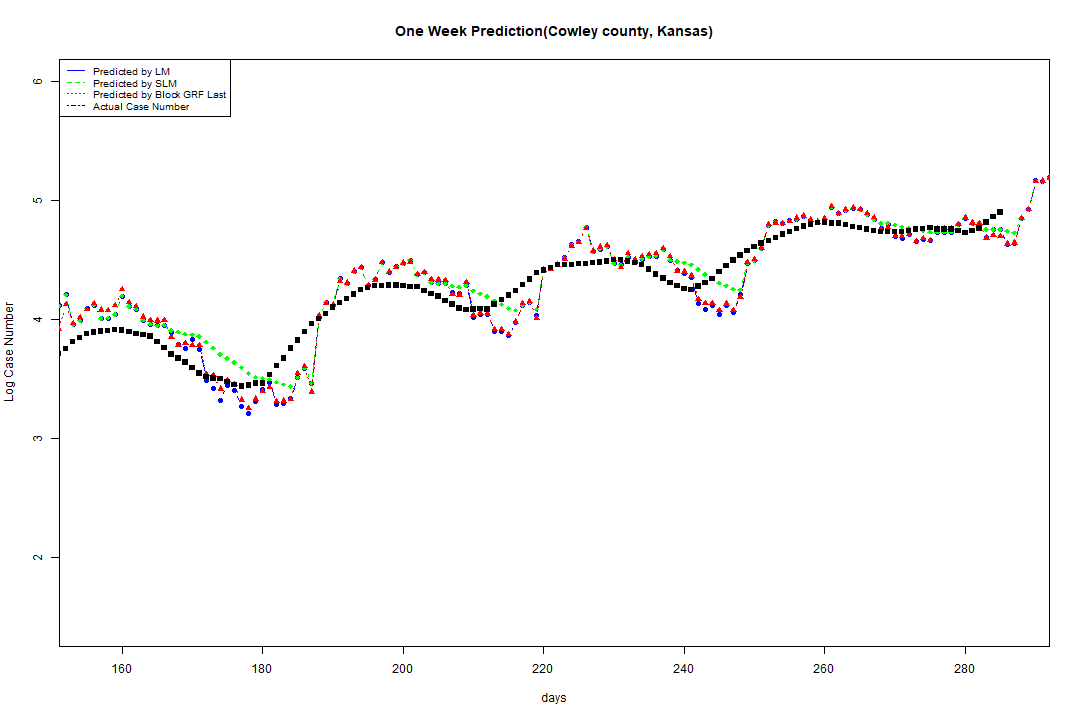 One Week Prediction(Cowley county, Kansas)
Predicted by LM
Predicted by SLM
Predicted by Block GRF Last
Actual Case Number
6
5
4
3
2
Log Case Number
160 180 200 220 240 260 280
days